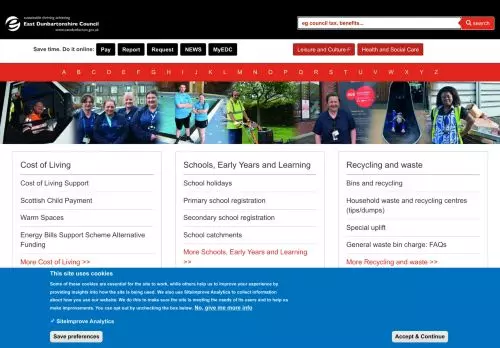 sustainable thriving achieving
East Dunbartonshire Council
www.eastdunbarton.gov.uk
eg council tax, benefits...
search
Save time. Do it online: Pay Report Request NEWS MyEDC Leisure and Culture Health and Social Care
A B C D E F G H I J K L M N O P Q R S T U V W X Y Z
Cost of Living
Cost of Living Support
Scottish Child Payment
Warm Spaces
Energy Bills Support Scheme Alternative
Funding
More Cost of Living >>
Schools, Early Years and Learning
School holidays
Primary school registration
Secondary school registration
School catchments
More Schools, Early Years and Learning
>>
Recycling and waste
Bins and recycling
Household waste and recycling centres
(tips/dumps)
Special uplift
General waste bin charge: FAQs
More Recycling and waste >>
This site uses cookies
Some of these cookies are essential for the site to work, while others help us to improve your experience by
providing insights into how the site is being used. We also use Siteimprove Analytics to collect information
about how you use our website. We do this to make sure the site is meeting the needs of its users and to help us
make improvements. You can opt out by unchecking the box below. No, give me more info
Siteimprove Analytics
Save preferences
Accept & Continue